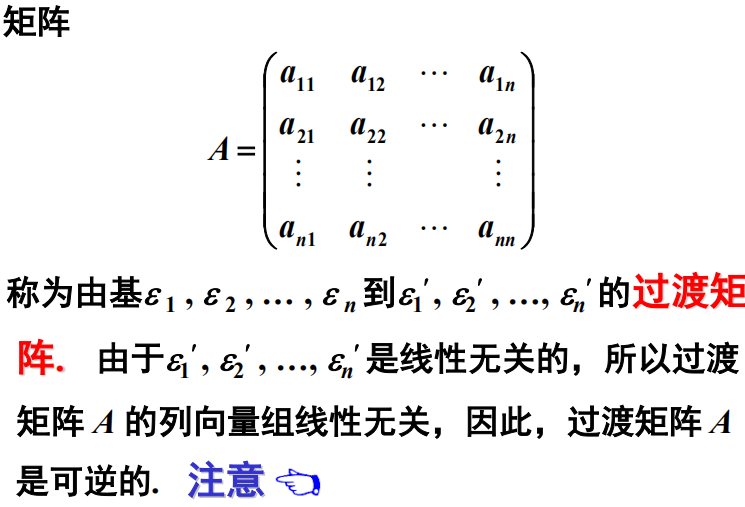 矩阵
a₁₁ a₁₂ ⋯ a₁ₙ
a₂₁ a₂₂ ⋯ a₂ₙ
A =
⋮ ⋮ ⋮
aₙ₁ aₙ₂ ⋯ aₙₙ
称为由基ε₁ , ε₂ , … , εₙ 到ε₁′, ε₂′ , …, εₙ′ 的过渡矩
阵. 由于ε₁′, ε₂′ , …, εₙ′ 是线性无关的，所以过渡
矩阵 A 的列向量组线性无关，因此，过渡矩阵 A
是可逆的. 注意